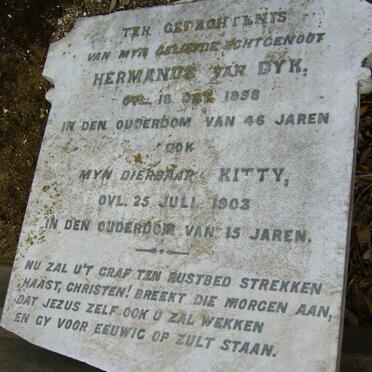 TER GEDACHTENIS
VAN MYN GELIEFDE ECHTGENOOT
HERMANUS VAN DYK,
OVL. 18 1898
IN DEN OUDERDOM VAN 46 JAREN
OOK
MYN DIERBARE KITTY,
OVL. 25 JULI 1903
IN DEN OUDERDOM VAN 15 JAREN.
NU ZAL U'T GRAF TEN RUSTBED STREKKEN
HAAST, CHRISTEN! BREEKT DIE MORGEN AAN,
DAT JEZUS ZELF OOK U ZAL WEKKEN
EN GY VOOR EEUWIG OP ZULT STAAN.